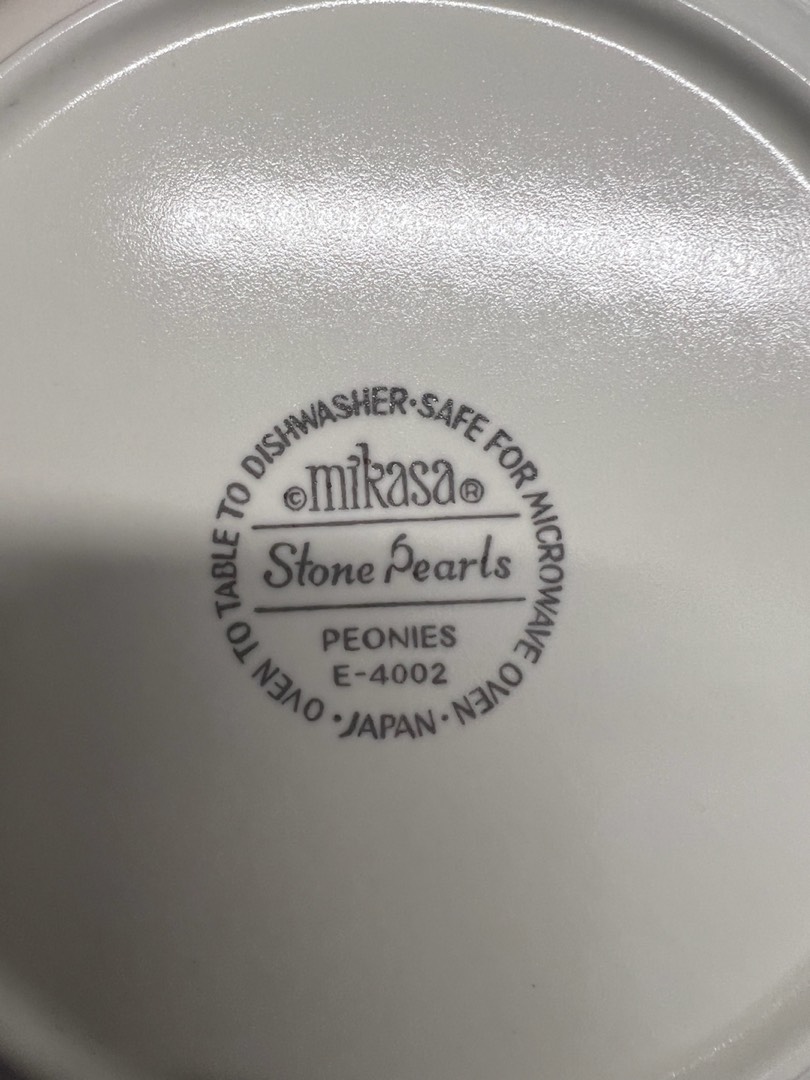 OVEN TO TABLE TO DISHWASHER·SAFE FOR MICROWAVE OVEN·
©mikasa®
Stone Pearls
PEONIES
E-4002
JAPAN·